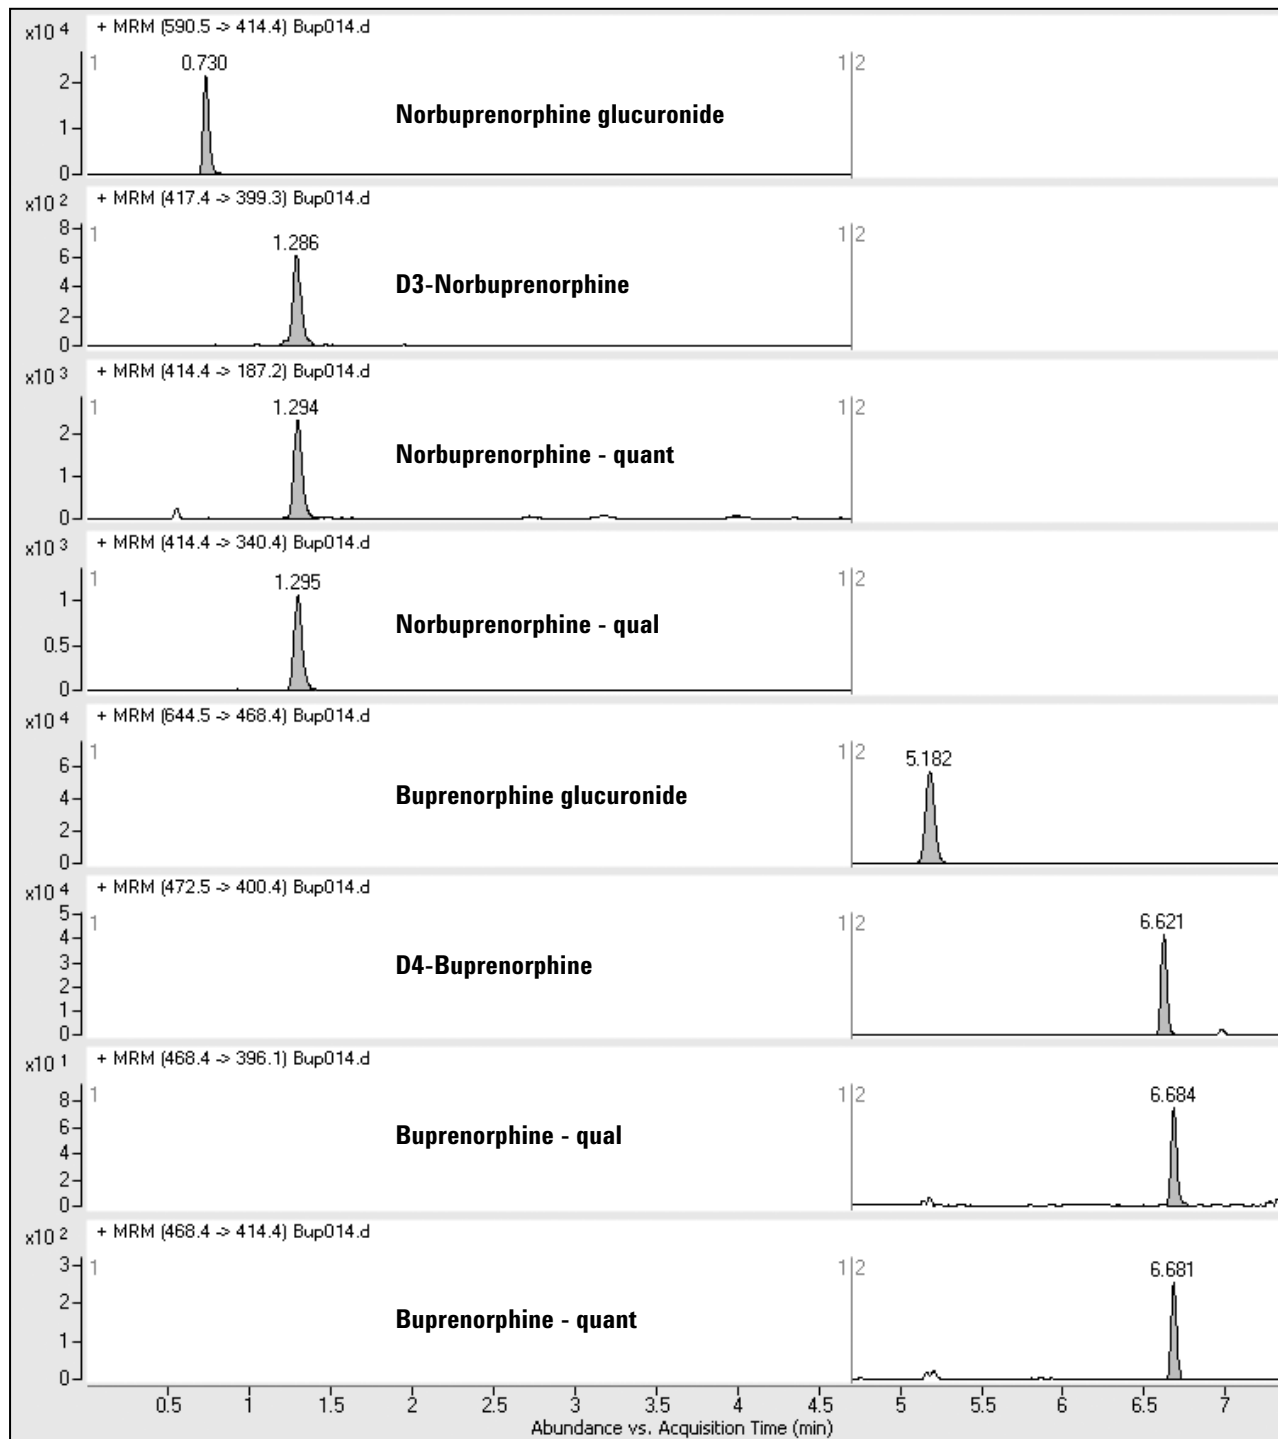 x10 4 + MRM (590.5 -> 414.4) Bup014.d
1 0.730 1 2
2
1
0
Norbuprenorphine glucuronide
x10 2 + MRM (417.4 -> 399.3) Bup014.d
1 1.286 1 2
8
6
4
2
0
D3-Norbuprenorphine
x10 3 + MRM (414.4 -> 187.2) Bup014.d
1 1.294 1 2
2
1
0
Norbuprenorphine - quant
x10 3 + MRM (414.4 -> 340.4) Bup014.d
1 1.295 1 2
1
0.5
0
Norbuprenorphine - qual
x10 4 + MRM (644.5 -> 468.4) Bup014.d
1 1 2 5.182
6
4
2
0
Buprenorphine glucuronide
x10 4 + MRM (472.5 -> 400.4) Bup014.d
1 1 2 6.621
5
4
3
2
1
0
D4-Buprenorphine
x10 1 + MRM (468.4 -> 396.1) Bup014.d
1 1 2 6.684
8
6
4
2
0
Buprenorphine - qual
x10 2 + MRM (468.4 -> 414.4) Bup014.d
1 1 2 6.681
3
2
1
0
Buprenorphine - quant
0.5 1 1.5 2 2.5 3 3.5 4 4.5 5 5.5 6 6.5 7
Abundance vs. Acquisition Time (min)